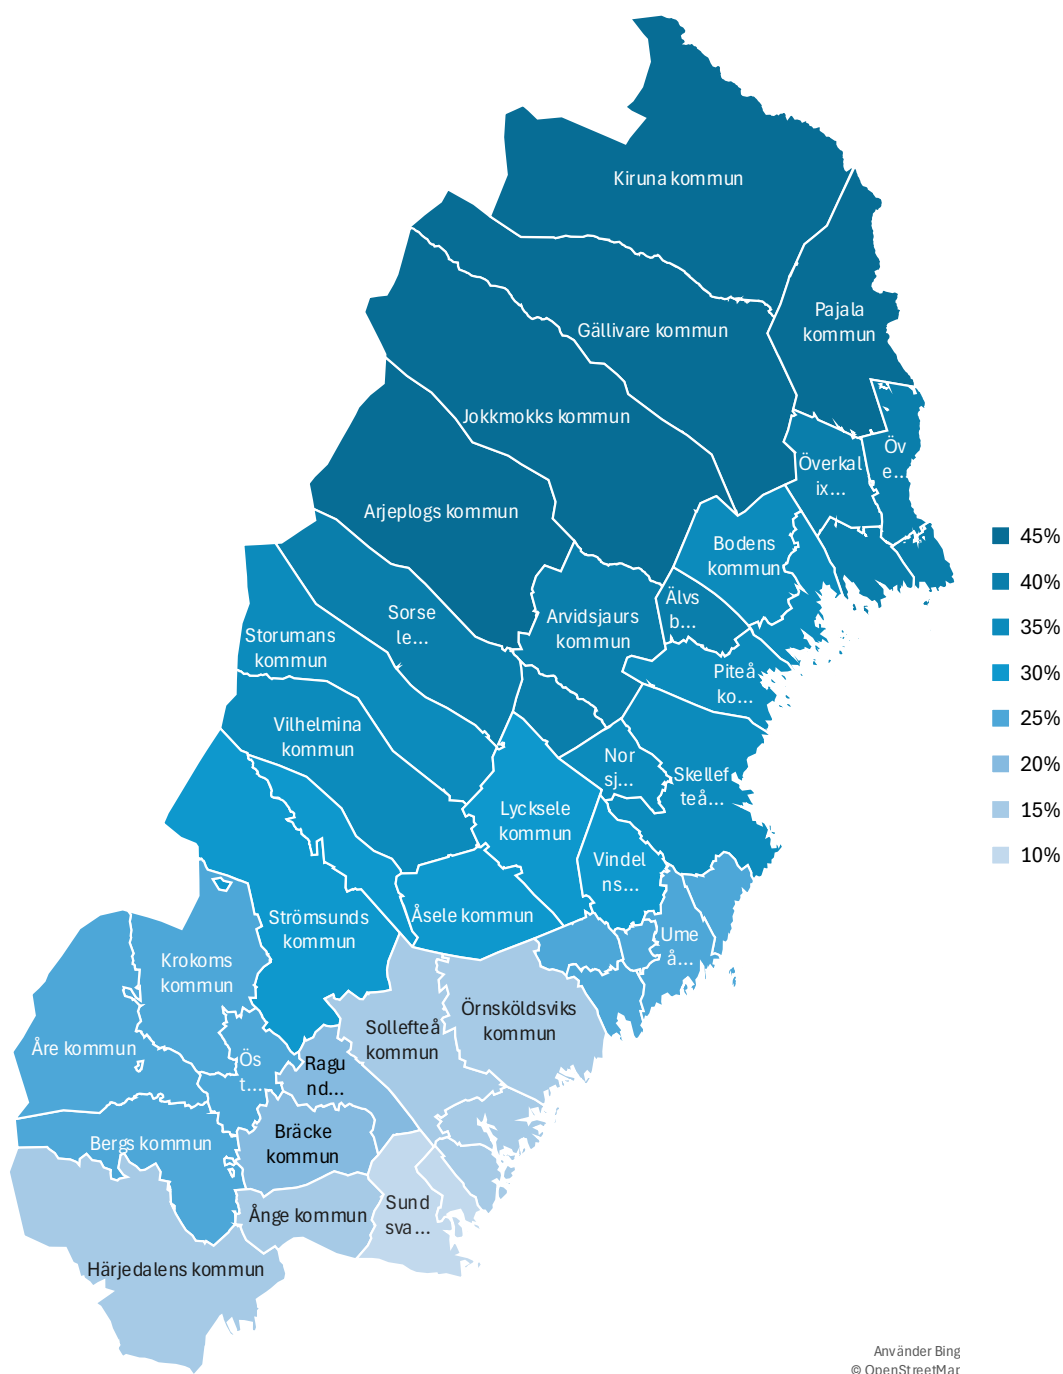 Kiruna kommun
Pajala
kommun
Gällivare kommun
Jokkmokks kommun
Öv
e...
Överkal
ix...
Arjeplogs kommun
Bodens
kommun
Älvs
b...
Arvidsjaurs
kommun
Sorse
le...
Storumans
kommun
Piteå
ko...
Vilhelmina
kommun
Nor
sj...
Skellef
teå...
Lycksele
kommun
Vindel
ns...
Åsele kommun
Strömsunds
kommun
Ume
å...
Krokoms
kommun
Örnsköldsviks
kommun
Sollefteå
kommun
Åre kommun
Ös
t...
Ragu
nd...
Bräcke
kommun
Bergs kommun
Sund
sva...
Ånge kommun
Härjedalens kommun
45%
40%
35%
30%
25%
20%
15%
10%
Använder Bing
© OpenStreetMap